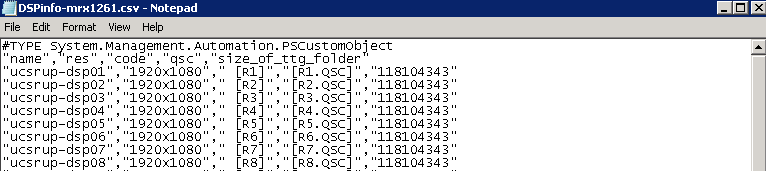 DSPinfo-mrx1261.csv - Notepad
File Edit Format View Help
#TYPE System.Management.Automation.PSCustomObject
"name","res","code","qsc","size_of_ttg_folder"
"ucsrup-dsp01","1920x1080"," [R1]","[R1.QSC]","118104343"
"ucsrup-dsp02","1920x1080"," [R2]","[R2.QSC]","118104343"
"ucsrup-dsp03","1920x1080"," [R3]","[R3.QSC]","118104343"
"ucsrup-dsp04","1920x1080"," [R4]","[R4.QSC]","118104343"
"ucsrup-dsp05","1920x1080"," [R5]","[R5.QSC]","118104343"
"ucsrup-dsp06","1920x1080"," [R6]","[R6.QSC]","118104343"
"ucsrup-dsp07","1920x1080"," [R7]","[R7.QSC]","118104343"
"ucsrup-dsp08","1920x1080"," [R8]","[R8.QSC]","118104343"